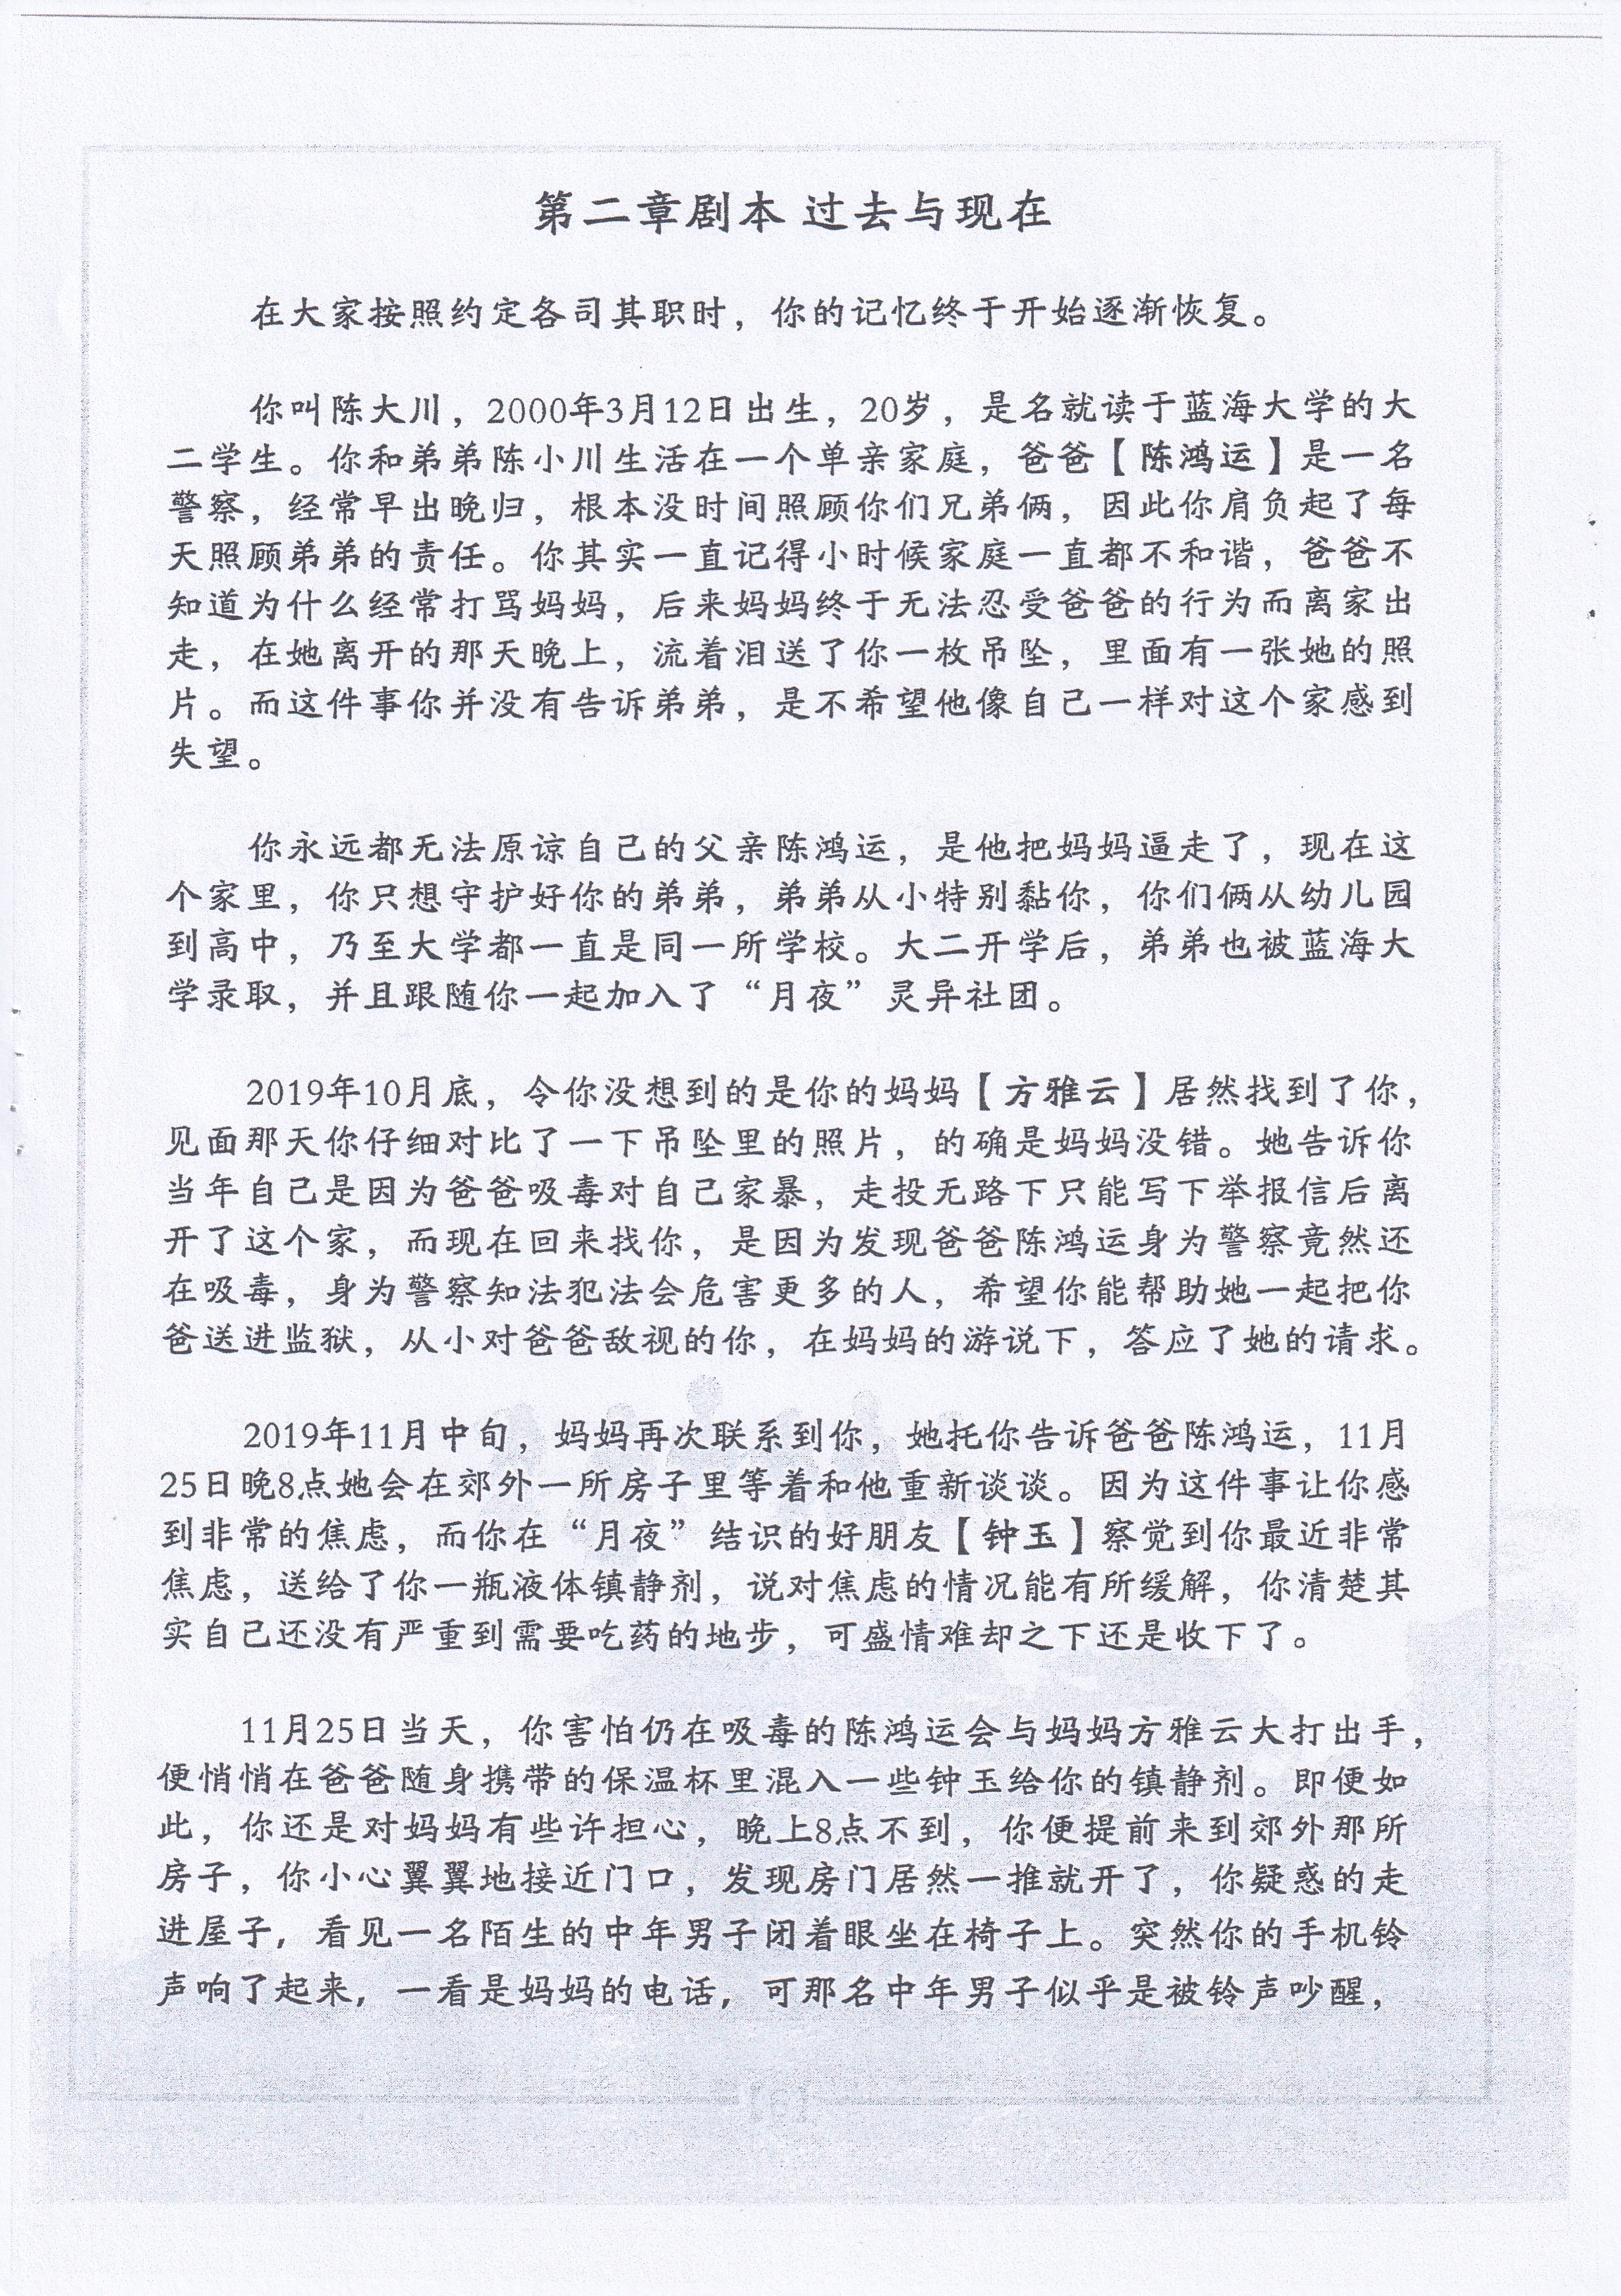 第二章剧本 过去与现在
在大家按照约定各司其职时，你的记忆终于开始逐渐恢复。
你叫陈大川，2000年3月12日出生，20岁，是名就读于蓝海大学的大
二学生。你和弟弟陈小川生活在一个单亲家庭，爸爸【陈鸿运】是一名
警察，经常早出晚归，根本没时间照顾你们兄弟俩，因此你肩负起了每
天照顾弟弟的责任。你其实一直记得小时候家庭一直都不和谐，爸爸不
知道为什么经常打骂妈妈，后来妈妈终于无法忍受爸爸的行为而离家出
走，在她离开的那天晚上，流着泪送了你一枚吊坠，里面有一张她的照
片。而这件事你并没有告诉弟弟，是不希望他像自己一样对这个家感到
失望。
你永远都无法原谅自己的父亲陈鸿运，是他把妈妈逼走了，现在这
个家里，你只想守护好你的弟弟，弟弟从小特别黏你，你们俩从幼儿园
到高中，乃至大学都一直是同一所学校。大二开学后，弟弟也被蓝海大
学录取，并且跟随你一起加入了“月夜”灵异社团。
2019年10月底，令你没想到的是你的妈妈【方雅云】居然找到了你，
见面那天你仔细对比了一下吊坠里的照片，的确是妈妈没错。她告诉你
当年自己是因为爸爸吸毒对自己家暴，走投无路下只能写下举报信后离
开了这个家，而现在回来找你，是因为发现爸爸陈鸿运身为警察竟然还
在吸毒，身为警察知法犯法会危害更多的人，希望你能帮助她一起把你
爸送进监狱，从小对爸爸敌视的你，在妈妈的游说下，答应了她的请求。
2019年11月中旬，妈妈再次联系到你，她托你告诉爸爸陈鸿运，11月
25日晚8点她会在郊外一所房子里等着和他重新谈谈。因为这件事让你感
到非常的焦虑，而你在“月夜”结识的好朋友【钟玉】察觉到你最近非常
焦虑，送给了你一瓶液体镇静剂，说对焦虑的情况能有所缓解，你清楚其
实自己还没有严重到需要吃药的地步，可盛情难却之下还是收下了。
11月25日当天，你害怕仍在吸毒的陈鸿运会与妈妈方雅云大打出手，
便悄悄在爸爸随身携带的保温杯里混入一些钟玉给你的镇静剂。即便如
此，你还是对妈妈有些许担心，晚上8点不到，你便提前来到郊外那所
房子，你小心翼翼地接近门口，发现房门居然一推就开了，你疑惑的走
进屋子，看见一名陌生的中年男子闭着眼坐在椅子上。突然你的手机铃
声响了起来，一看是妈妈的电话，可那名中年男子似乎是被铃声吵醒，